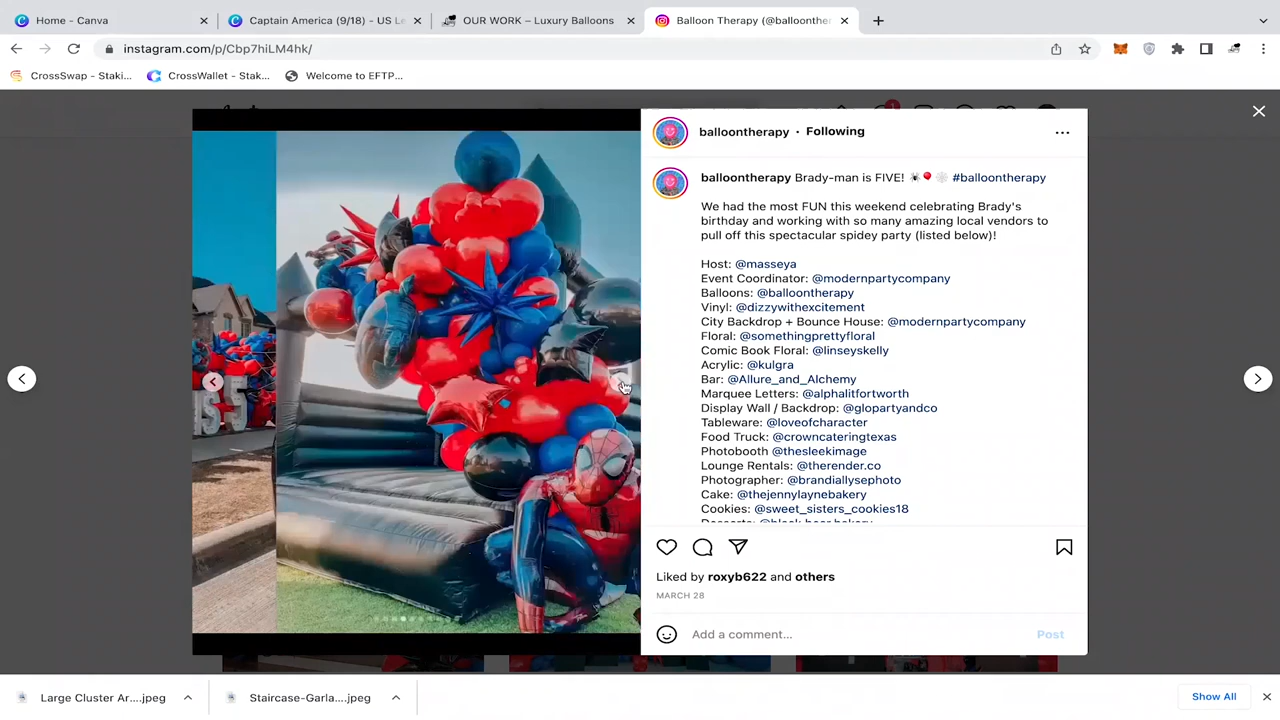 Home - Canva
Captain America (9/18) - US Le
OUR WORK – Luxury Balloons
Balloon Therapy (@balloonthe
instagram.com/p/Cbp7hiLM4hk/
CrossSwap - Staki...
CrossWallet - Stak...
Welcome to EFTP...
balloontherapy • Following
balloontherapy Brady-man is FIVE! 🕷🎈🕸 #balloontherapy
We had the most FUN this weekend celebrating Brady's
birthday and working with so many amazing local vendors to
pull off this spectacular spidey party (listed below)!
Host: @masseya
Event Coordinator: @modernpartycompany
Balloons: @balloontherapy
Vinyl: @dizzywithexcitement
City Backdrop + Bounce House: @modernpartycompany
Floral: @somethingprettyfloral
Comic Book Floral: @linseyskelly
Acrylic: @kulgra
Bar: @Allure_and_Alchemy
Marquee Letters: @alphalitfortworth
Display Wall / Backdrop: @glopartyandco
Tableware: @loveofcharacter
Food Truck: @crowncateringtexas
Photobooth @thesleekimage
Lounge Rentals: @therender.co
Photographer: @brandiallysephoto
Cake: @thejennylaynebakery
Cookies: @sweet_sisters_cookies18
Liked by roxyb622 and others
MARCH 28
Add a comment...
Post
Large Cluster Ar....jpeg
Staircase-Garla....jpeg
Show All